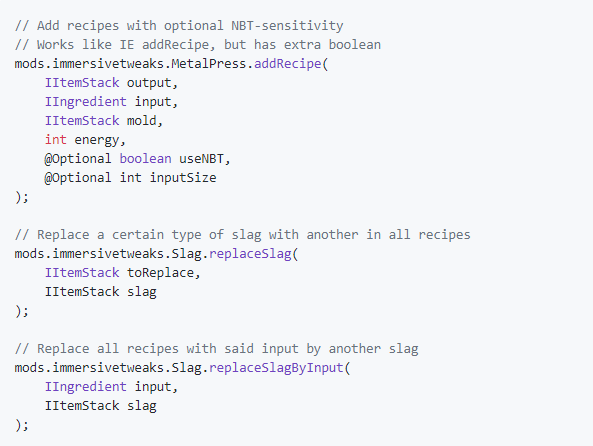 // Add recipes with optional NBT-sensitivity
// Works like IE addRecipe, but has extra boolean
mods.immersivetweaks.MetalPress.addRecipe(
    IItemStack output,
    IIngredient input,
    IItemStack mold,
    int energy,
    @Optional boolean useNBT,
    @Optional int inputSize
);

// Replace a certain type of slag with another in all recipes
mods.immersivetweaks.Slag.replaceSlag(
    IItemStack toReplace,
    IItemStack slag
);

// Replace all recipes with said input by another slag
mods.immersivetweaks.Slag.replaceSlagByInput(
    IIngredient input,
    IItemStack slag
);